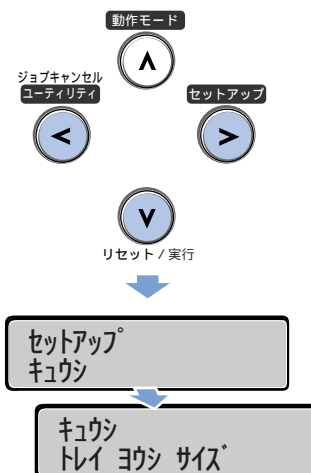 動作モード
ジョブキャンセル
ユーティリティ
セットアップ
リセット / 実行
セットアップ
キュウシ
キュウシ
トレイ ヨウシ サイズ